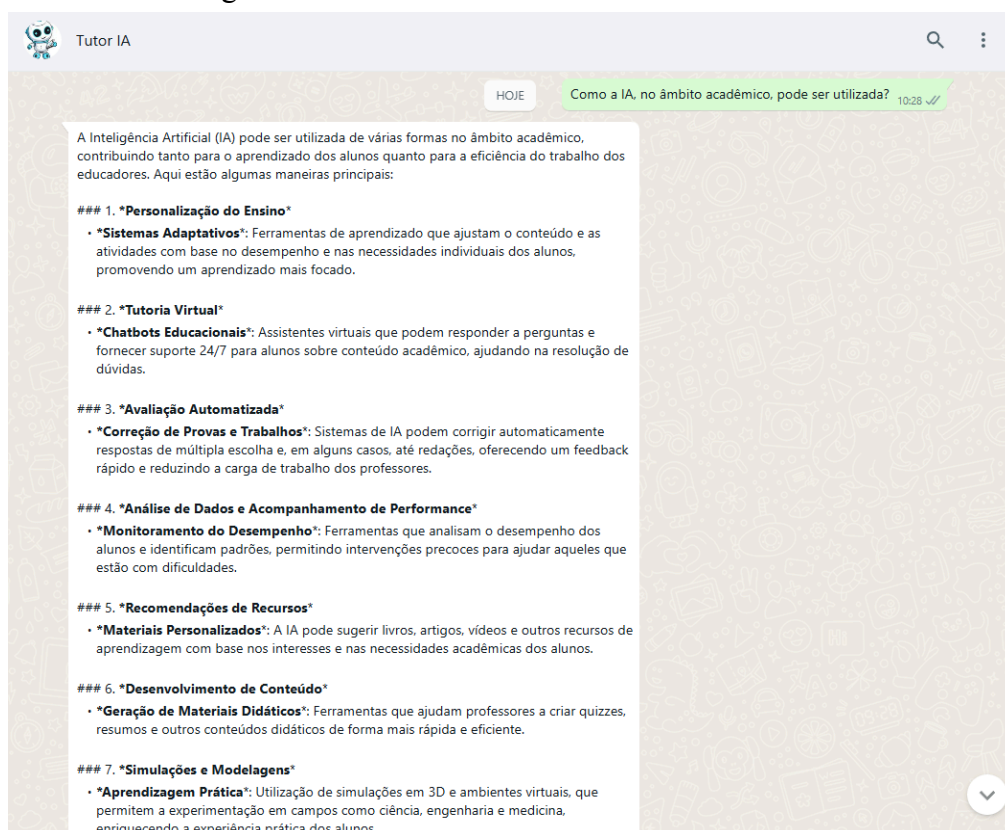 Tutor IA
HOJE
Como a IA, no âmbito acadêmico, pode ser utilizada? 10:28
A Inteligência Artificial (IA) pode ser utilizada de várias formas no âmbito acadêmico,
contribuindo tanto para o aprendizado dos alunos quanto para a eficiência do trabalho dos
educadores. Aqui estão algumas maneiras principais:
### 1. *Personalização do Ensino*
• *Sistemas Adaptativos*: Ferramentas de aprendizado que ajustam o conteúdo e as
atividades com base no desempenho e nas necessidades individuais dos alunos,
promovendo um aprendizado mais focado.
### 2. *Tutoria Virtual*
• *Chatbots Educacionais*: Assistentes virtuais que podem responder a perguntas e
fornecer suporte 24/7 para alunos sobre conteúdo acadêmico, ajudando na resolução de
dúvidas.
### 3. *Avaliação Automatizada*
• *Correção de Provas e Trabalhos*: Sistemas de IA podem corrigir automaticamente
respostas de múltipla escolha e, em alguns casos, até redações, oferecendo um feedback
rápido e reduzindo a carga de trabalho dos professores.
### 4. *Análise de Dados e Acompanhamento de Performance*
• *Monitoramento do Desempenho*: Ferramentas que analisam o desempenho dos
alunos e identificam padrões, permitindo intervenções precoces para ajudar aqueles que
estão com dificuldades.
### 5. *Recomendações de Recursos*
• *Materiais Personalizados*: A IA pode sugerir livros, artigos, vídeos e outros recursos de
aprendizagem com base nos interesses e nas necessidades acadêmicas dos alunos.
### 6. *Desenvolvimento de Conteúdo*
• *Geração de Materiais Didáticos*: Ferramentas que ajudam professores a criar quizzes,
resumos e outros conteúdos didáticos de forma mais rápida e eficiente.
### 7. *Simulações e Modelagens*
• *Aprendizagem Prática*: Utilização de simulações em 3D e ambientes virtuais, que
permitem a experimentação em campos como ciência, engenharia e medicina,
enriquecendo a experiência prática dos alunos